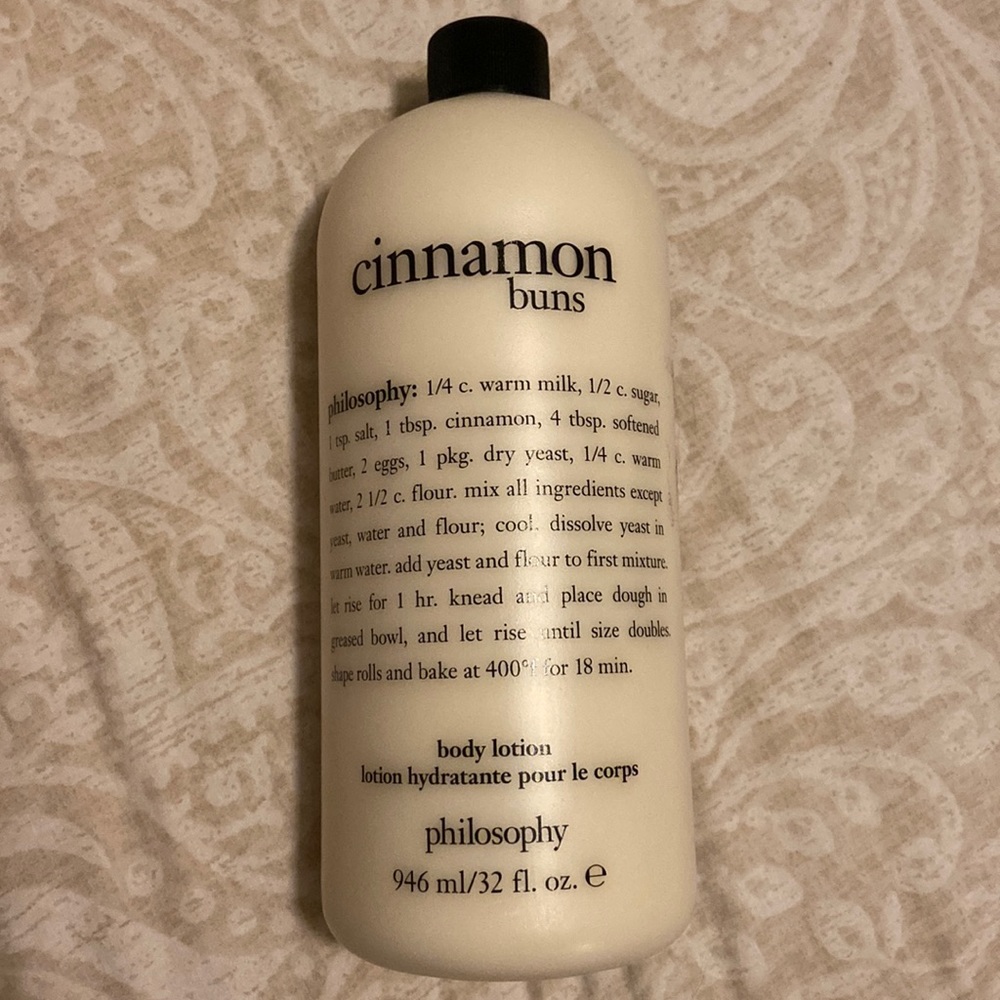 cinnamon
buns
philosophy: 1/4 c. warm milk, 1/2 c. sugar,
1 tsp. salt, 1 tbsp. cinnamon, 4 tbsp. softened
butter, 2 eggs, 1 pkg. dry yeast, 1/4 c. warm
water, 2 1/2 c. flour. mix all ingredients except
yeast, water and flour; cool. dissolve yeast in
warm water. add yeast and flour to first mixture.
let rise for 1 hr. knead and place dough in
greased bowl, and let rise until size doubles.
shape rolls and bake at 400°f for 18 min.
body lotion
lotion hydratante pour le corps
philosophy
946 ml/32 fl. oz. ℮